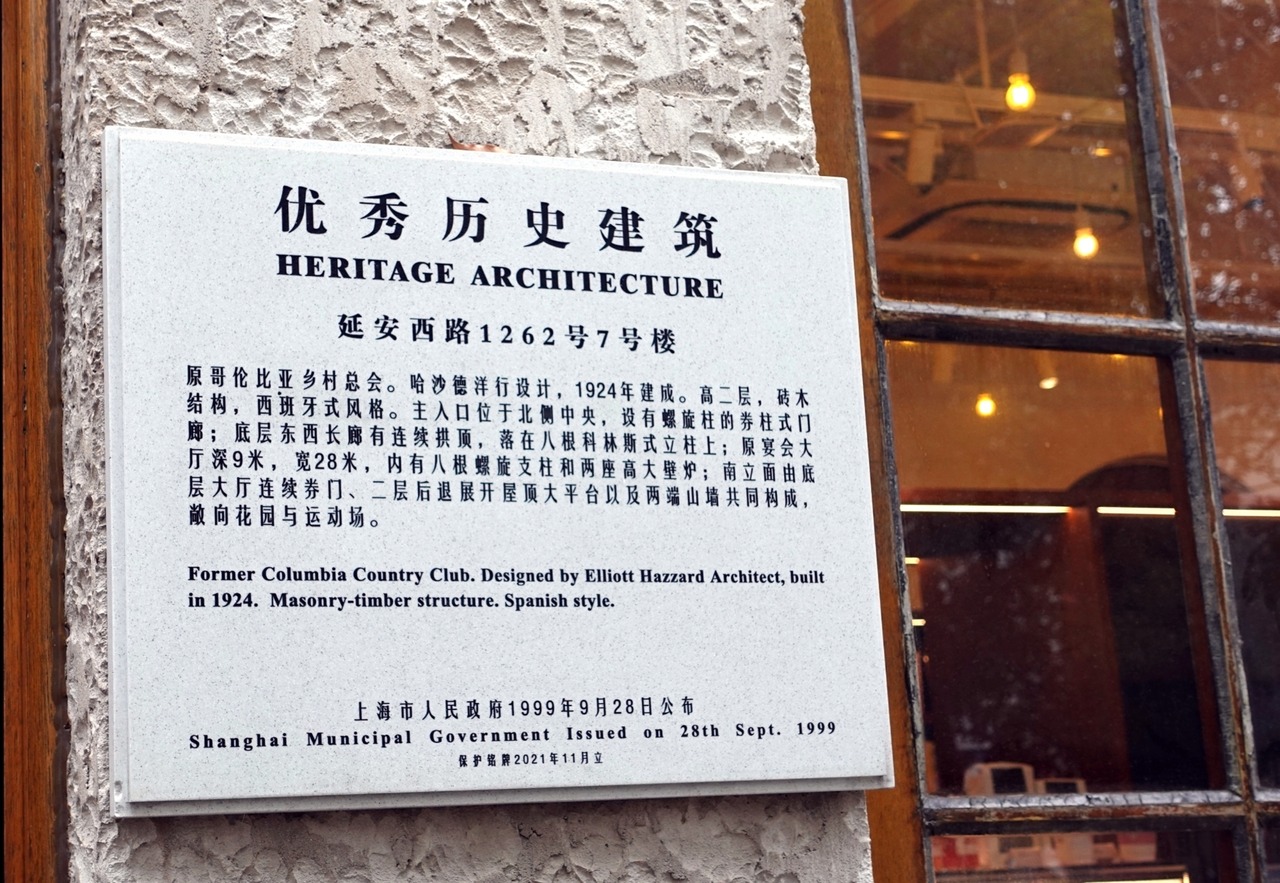 优秀历史建筑
HERITAGE ARCHITECTURE
延安西路1262号7号楼
原哥伦比亚乡村总会。哈沙德洋行设计，1924年建成。高二层，砖木
结构，西班牙式风格。主入口位于北侧中央，设有螺旋柱的券柱式门
廊；底层东西长廊有连续拱顶，落在八根科林斯式立柱上；原宴会大
厅深9米，宽28米，内有八根螺旋支柱和两座高大壁炉；南立面由底
层大厅连续券门、二层后退展开屋顶大平台以及两端山墙共同构成，
敞向花园与运动场。
Former Columbia Country Club. Designed by Elliott Hazzard Architect, built
in 1924. Masonry-timber structure. Spanish style.
上海市人民政府1999年9月28日公布
Shanghai Municipal Government Issued on 28th Sept. 1999
保护铭牌2021年11月立